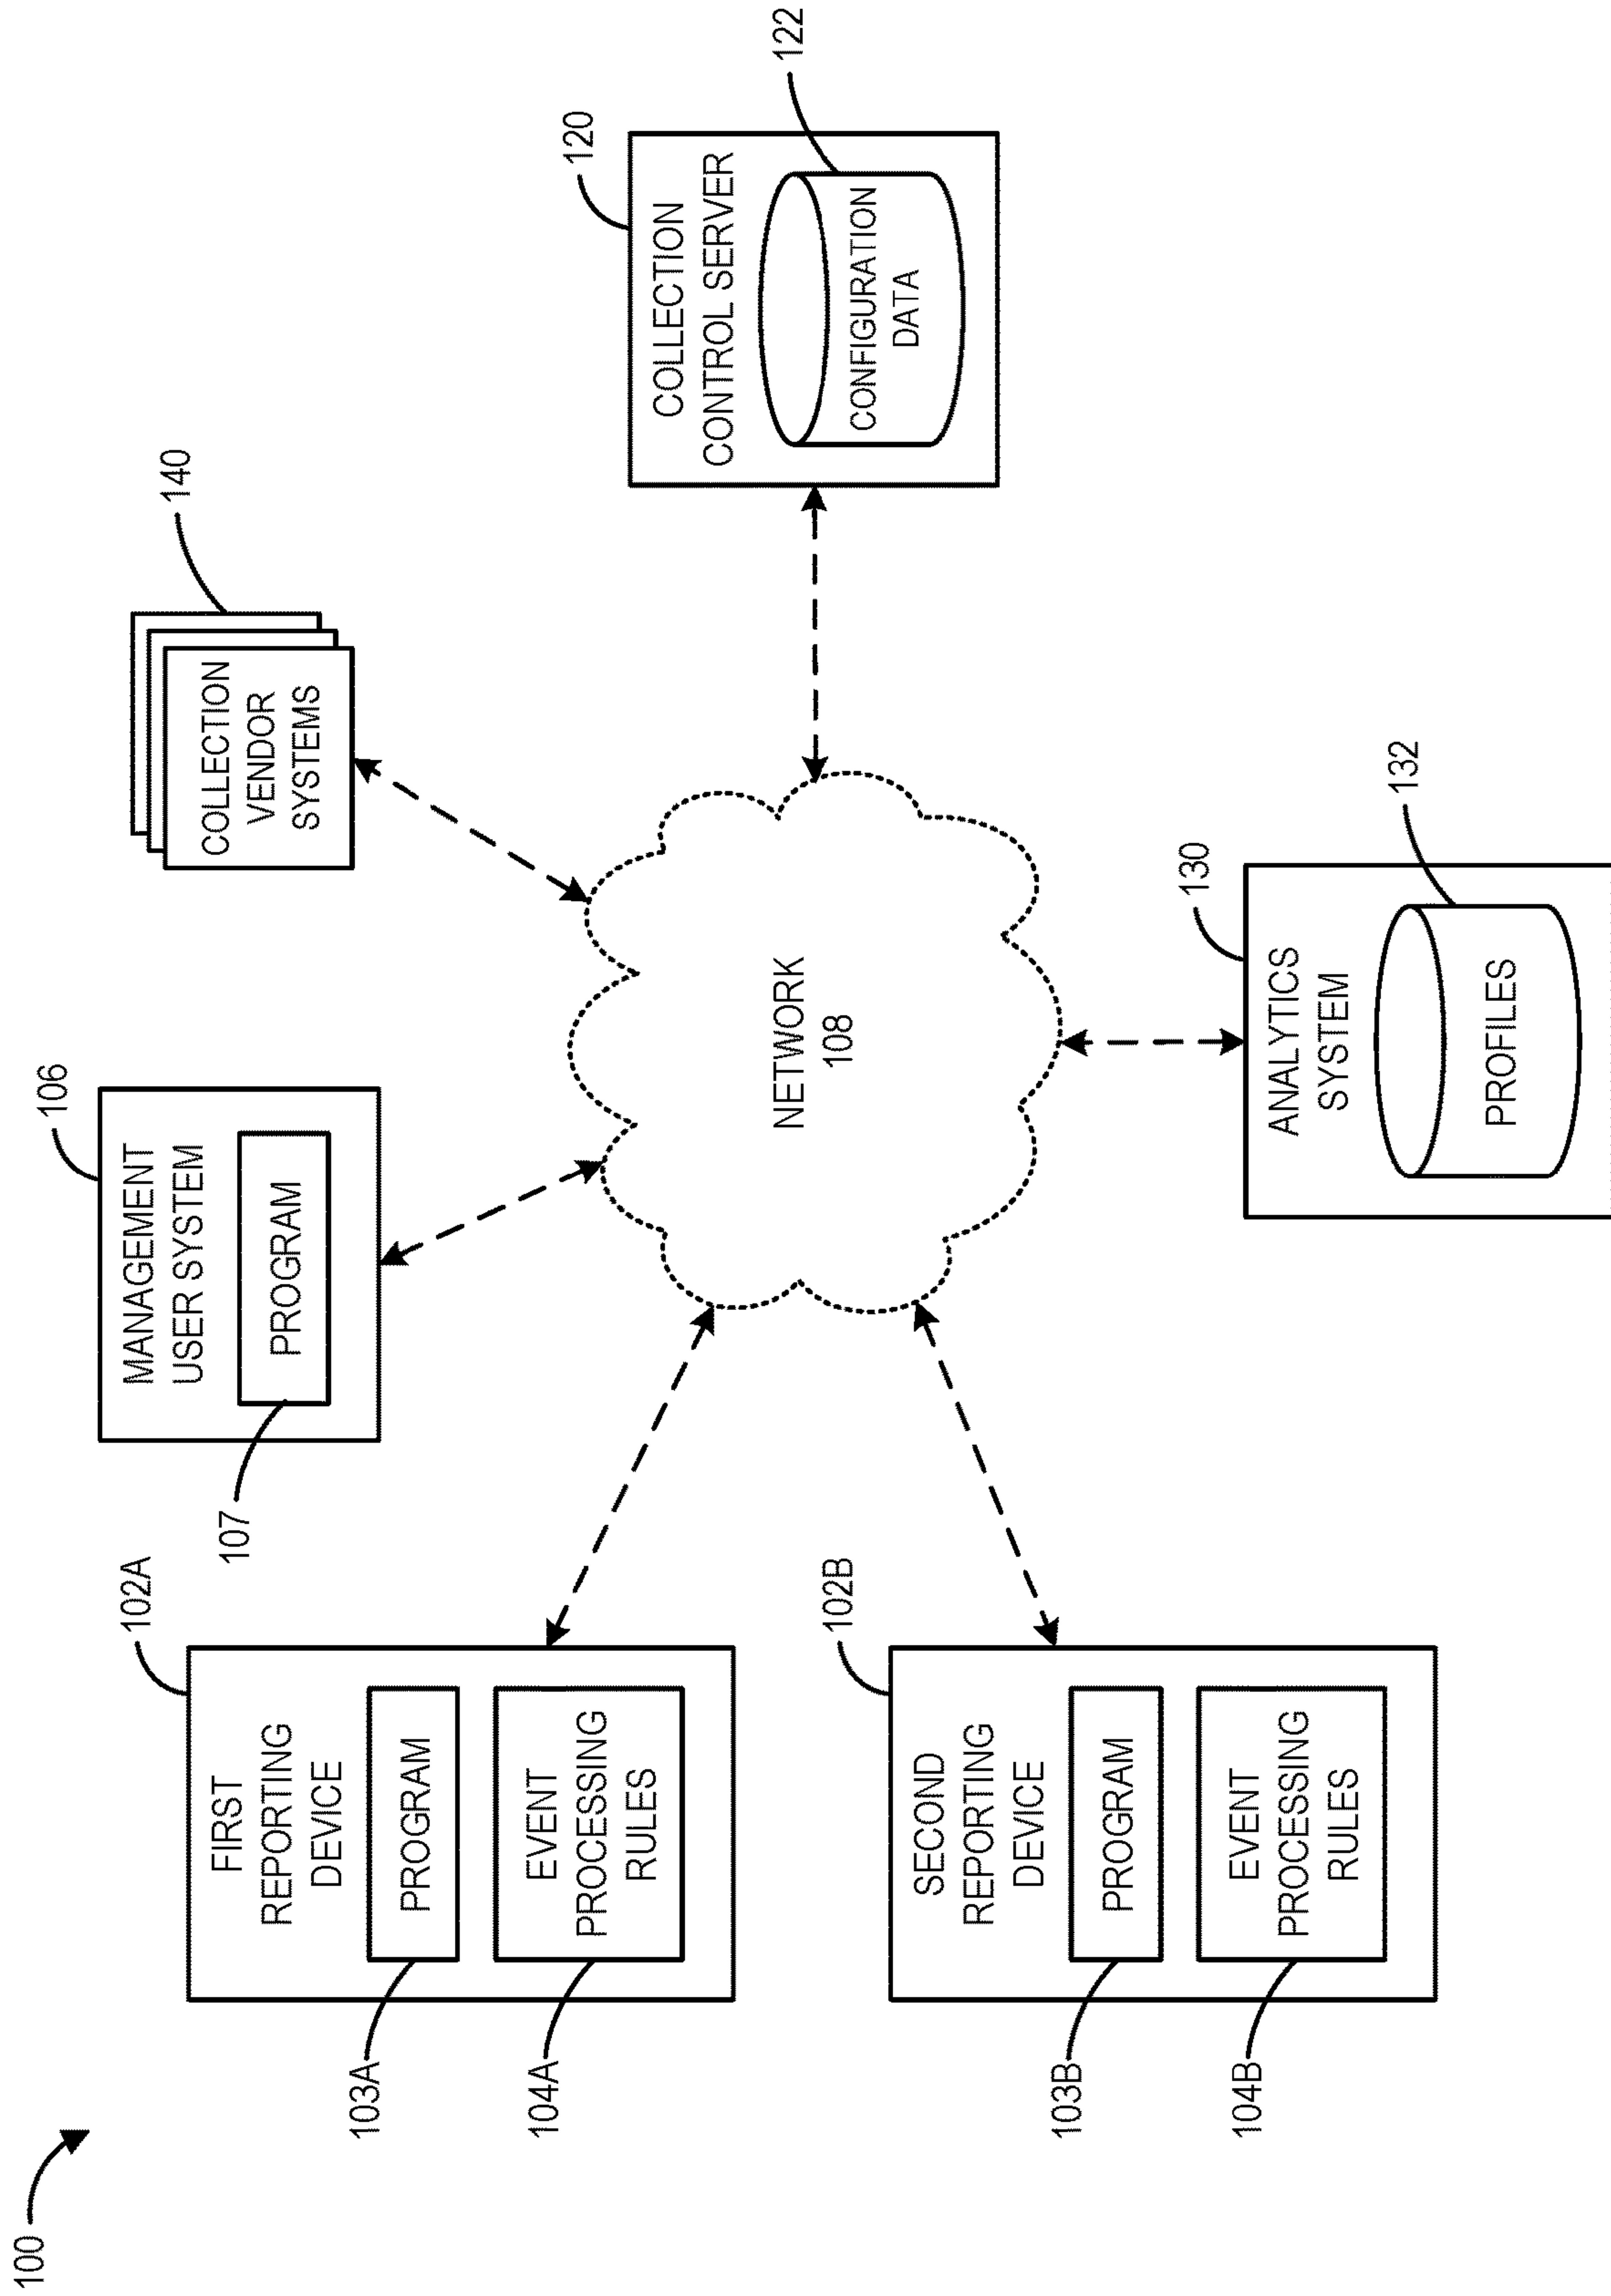 100
FIRST
REPORTING
DEVICE
102A
PROGRAM
103A
EVENT
PROCESSING
RULES
104A
MANAGEMENT
USER SYSTEM
106
PROGRAM
107
COLLECTION
VENDOR
SYSTEMS
140
NETWORK
108
COLLECTION
CONTROL SERVER
120
CONFIGURATION
DATA
122
SECOND
REPORTING
DEVICE
102B
PROGRAM
103B
EVENT
PROCESSING
RULES
104B
ANALYTICS
SYSTEM
130
PROFILES
132